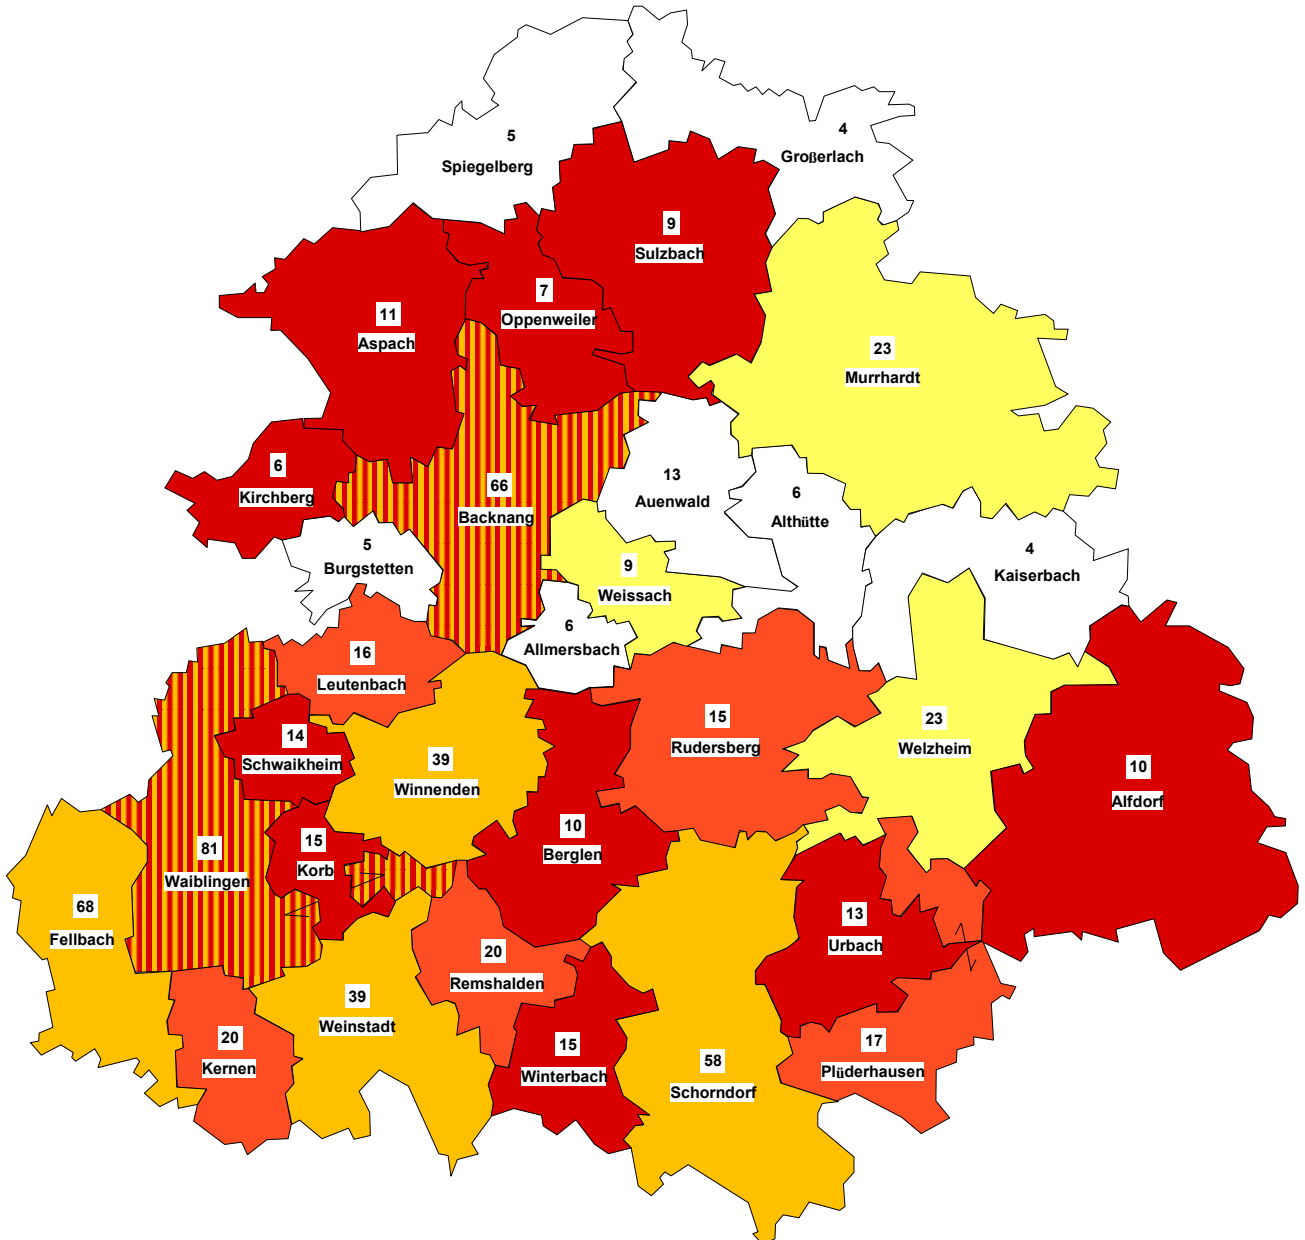 4
Großerlach
5
Spiegelberg
9
Sulzbach
7
Oppenweiler
11
Aspach
23
Murrhardt
6
Kirchberg
66
Backnang
13
Auenwald
6
Althütte
5
Burgstetten
9
Weissach
4
Kaiserbach
6
Allmersbach
16
Leutenbach
15
Rudersberg
23
Welzheim
14
Schwaikheim
39
Winnenden
10
Alfdorf
10
Berglen
15
Korb
81
Waiblingen
68
Fellbach
13
Urbach
20
Remshalden
39
Weinstadt
20
Kernen
15
Winterbach
58
Schorndorf
17
Plüderhausen